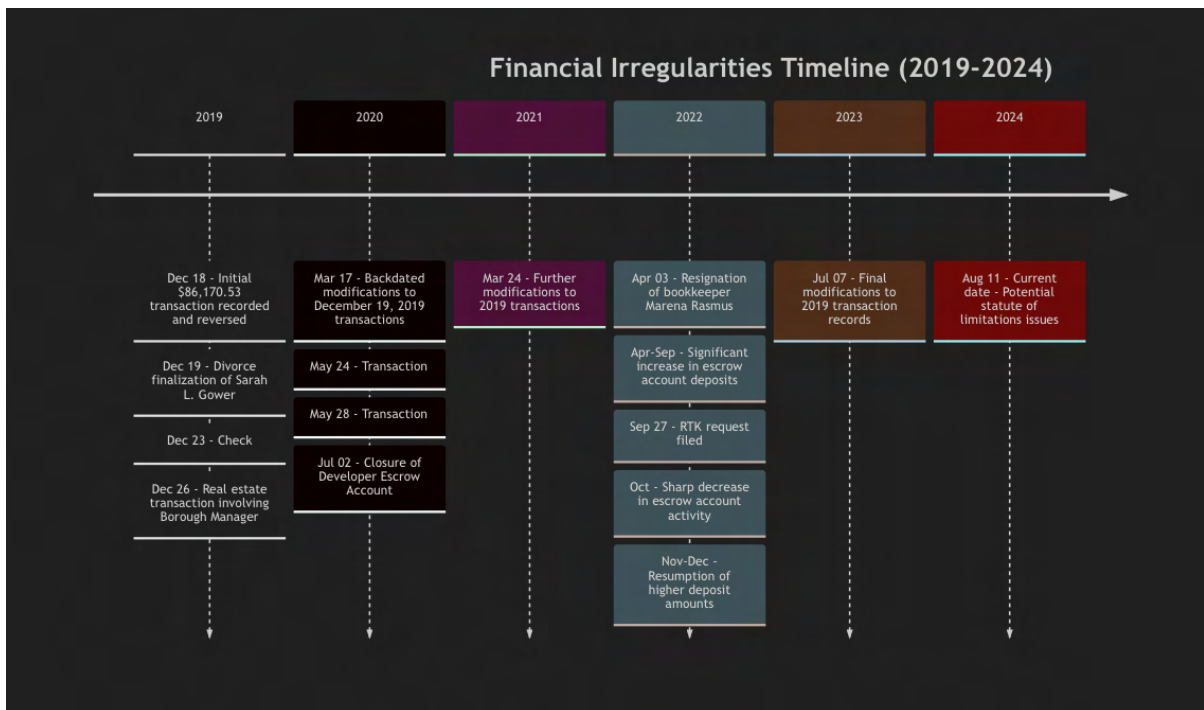 Financial Irregularities Timeline (2019-2024)
2019
2020
2021
2022
2023
2024
Dec 18 - Initial
$86,170.53
transaction recorded
and reversed
Dec 19 - Divorce
finalization of Sarah
L. Gower
Dec 23 - Check
Dec 26 - Real estate
transaction involving
Borough Manager
Mar 17 - Backdated
modifications to
December 19, 2019
transactions
May 24 - Transaction
May 28 - Transaction
Jul 02 - Closure of
Developer Escrow
Account
Mar 24 - Further
modifications to
2019 transactions
Apr 03 - Resignation
of bookkeeper
Marena Rasmus
Apr-Sep - Significant
increase in escrow
account deposits
Sep 27 - RTK request
filed
Oct - Sharp decrease
in escrow account
activity
Nov-Dec -
Resumption of
higher deposit
amounts
Jul 07 - Final
modifications to
2019 transaction
records
Aug 11 - Current
date - Potential
statute of
limitations issues